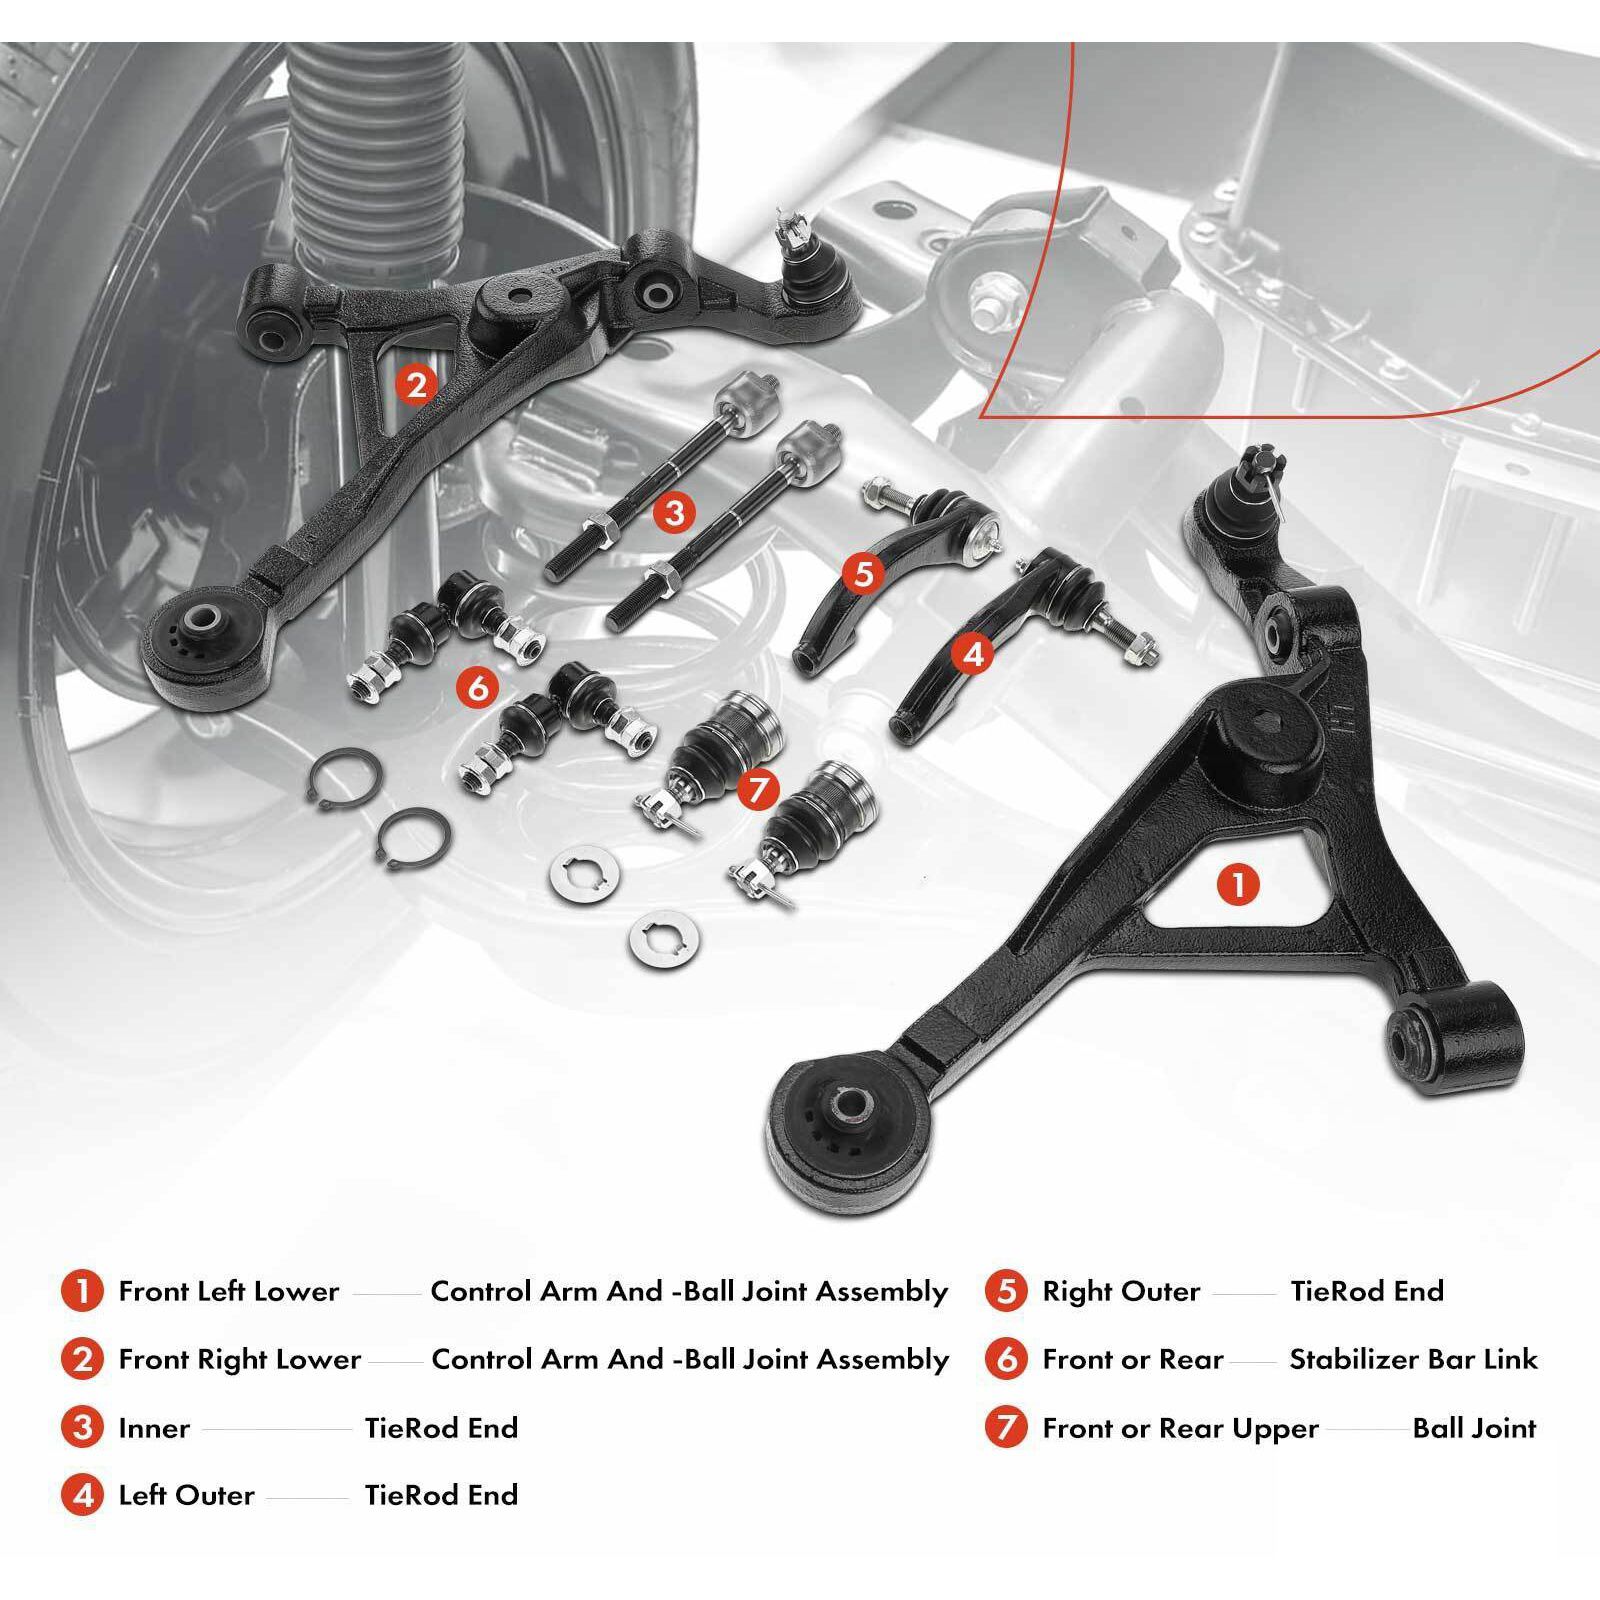 2
3
5
4
6
7
1
1 Front Left Lower Control Arm And -Ball Joint Assembly
2 Front Right Lower Control Arm And -Ball Joint Assembly
3 Inner TieRod End
4 Left Outer TieRod End
5 Right Outer TieRod End
6 Front or Rear Stabilizer Bar Link
7 Front or Rear Upper Ball Joint